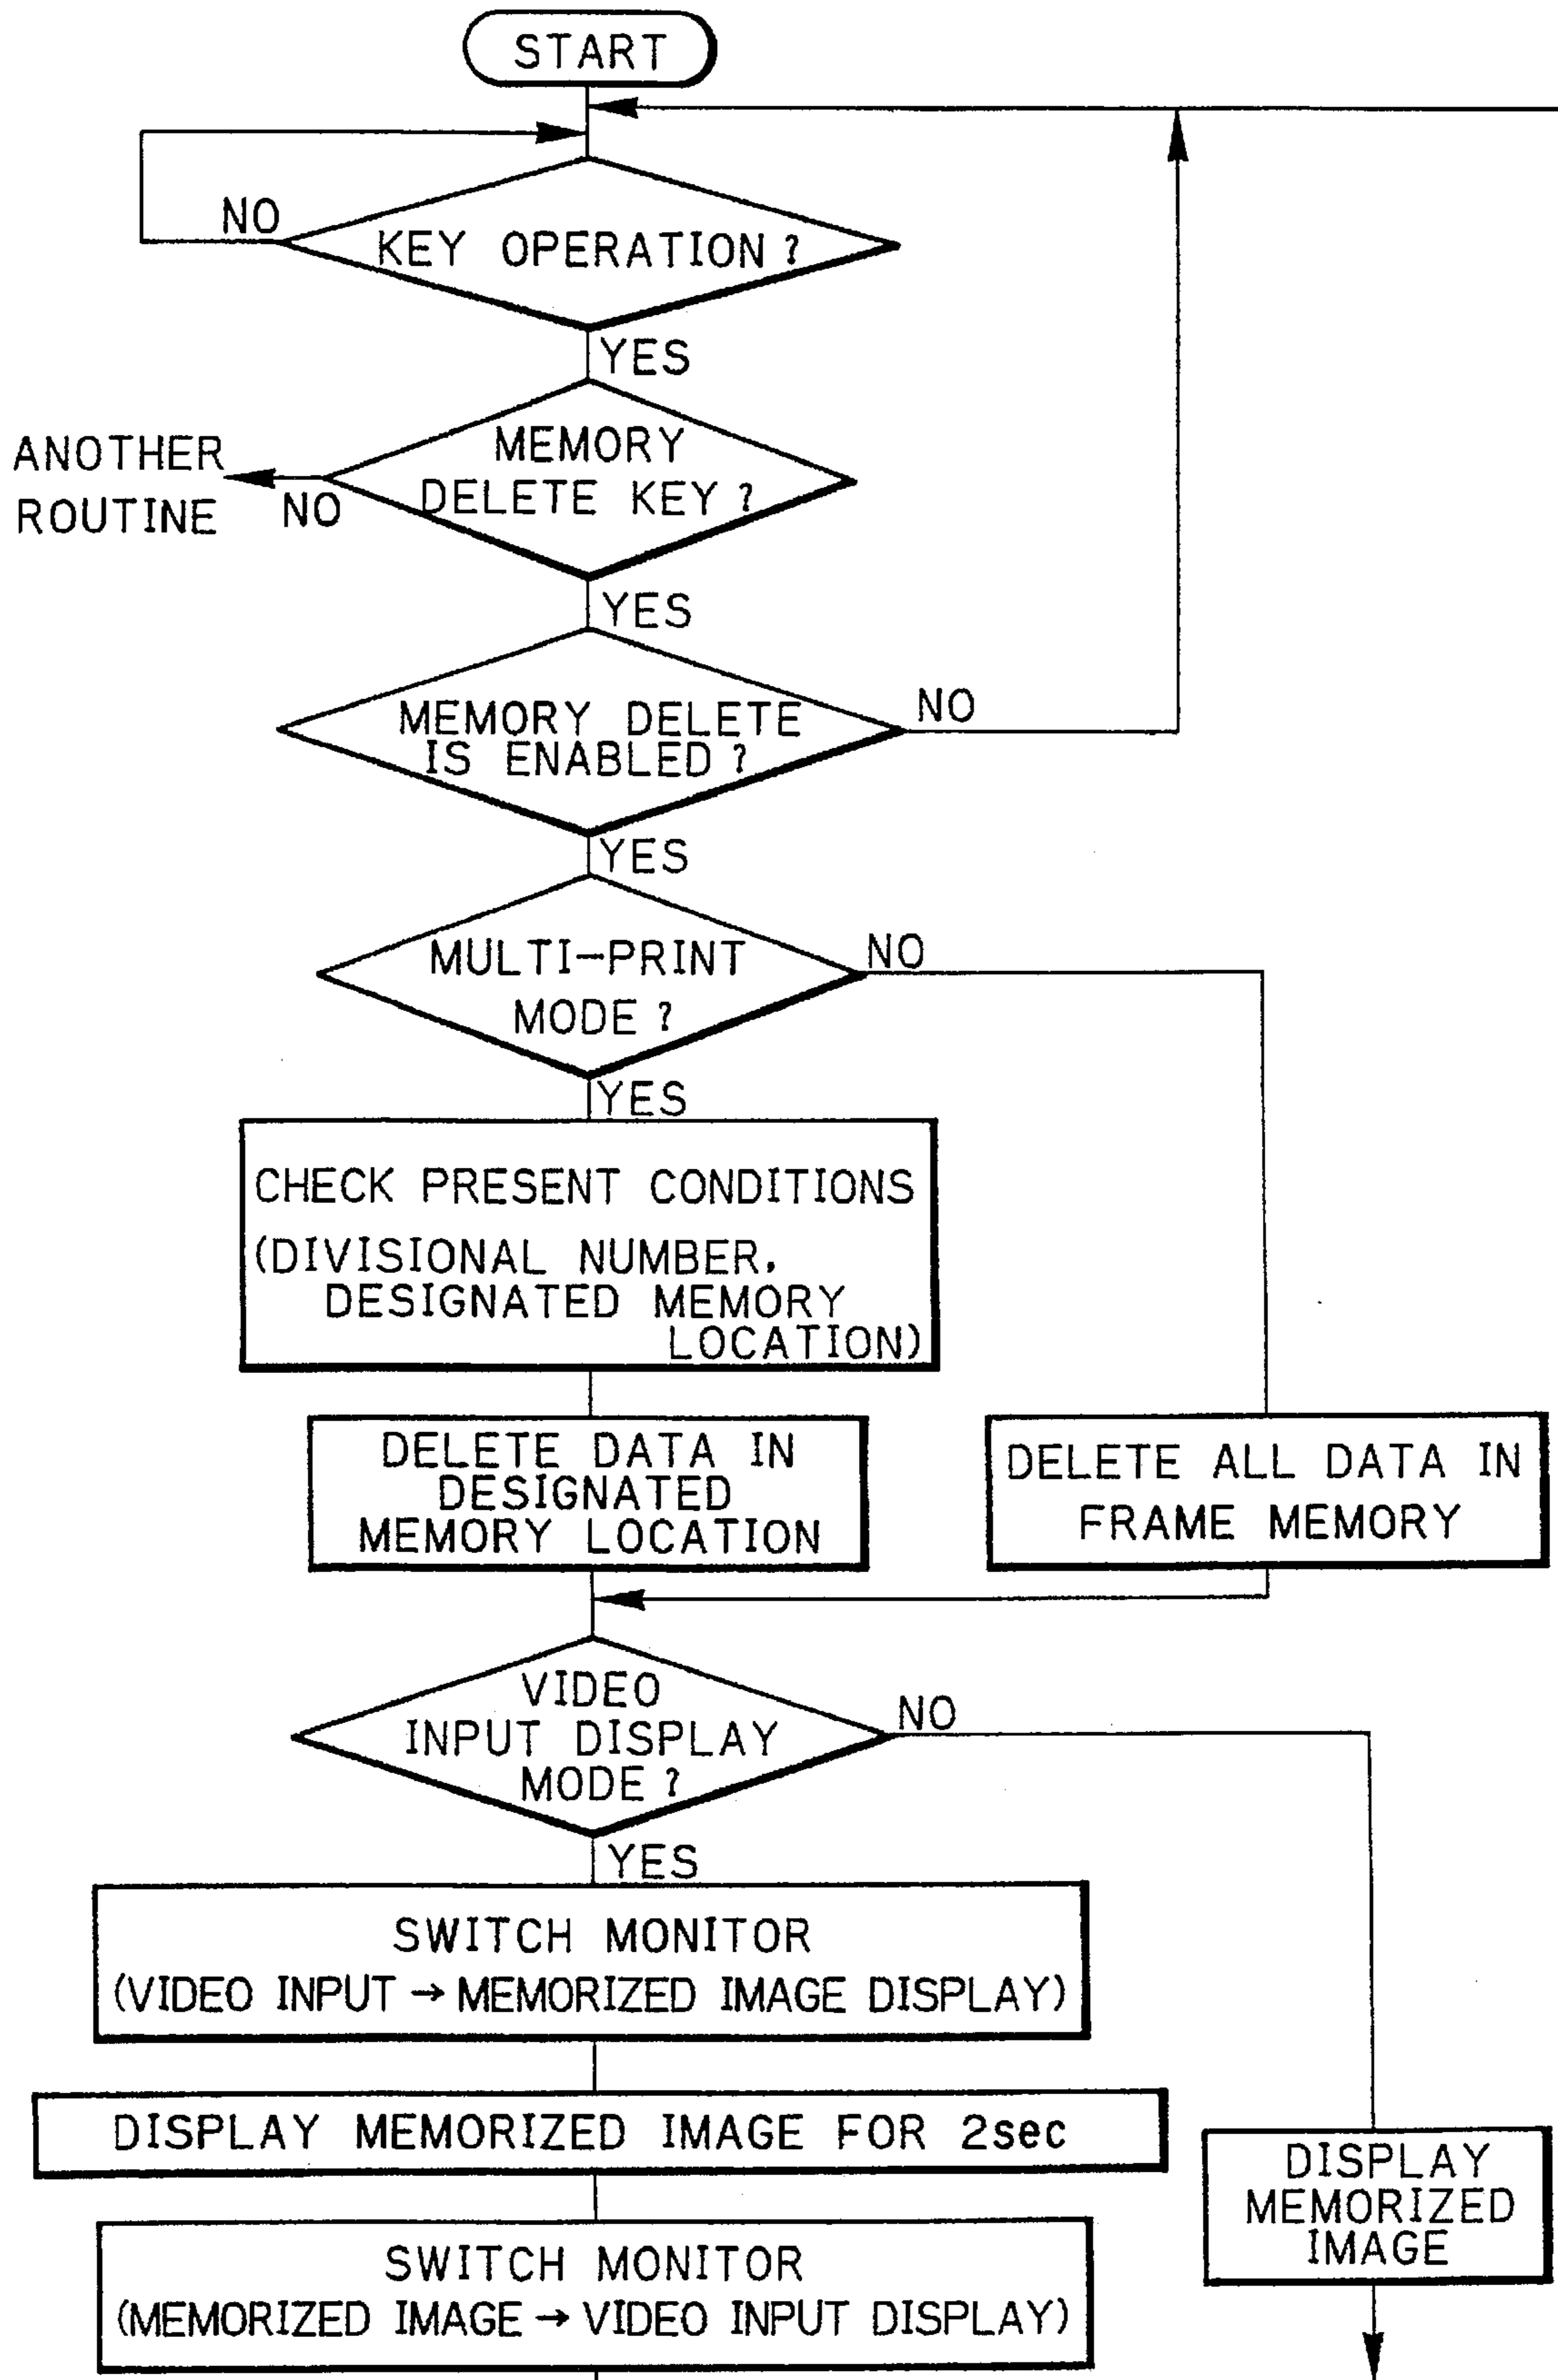 START
NO
KEY OPERATION ?
YES
ANOTHER
ROUTINE
NO
MEMORY
DELETE KEY ?
YES
MEMORY DELETE
IS ENABLED ?
NO
YES
MULTI-PRINT
MODE ?
NO
YES
CHECK PRESENT CONDITIONS
(DIVISIONAL NUMBER,
DESIGNATED MEMORY
LOCATION)
DELETE DATA IN
DESIGNATED
MEMORY LOCATION
DELETE ALL DATA IN
FRAME MEMORY
VIDEO
INPUT DISPLAY
MODE ?
NO
YES
SWITCH MONITOR
(VIDEO INPUT → MEMORIZED IMAGE DISPLAY)
DISPLAY MEMORIZED IMAGE FOR 2sec
DISPLAY
MEMORIZED
IMAGE
SWITCH MONITOR
(MEMORIZED IMAGE → VIDEO INPUT DISPLAY)